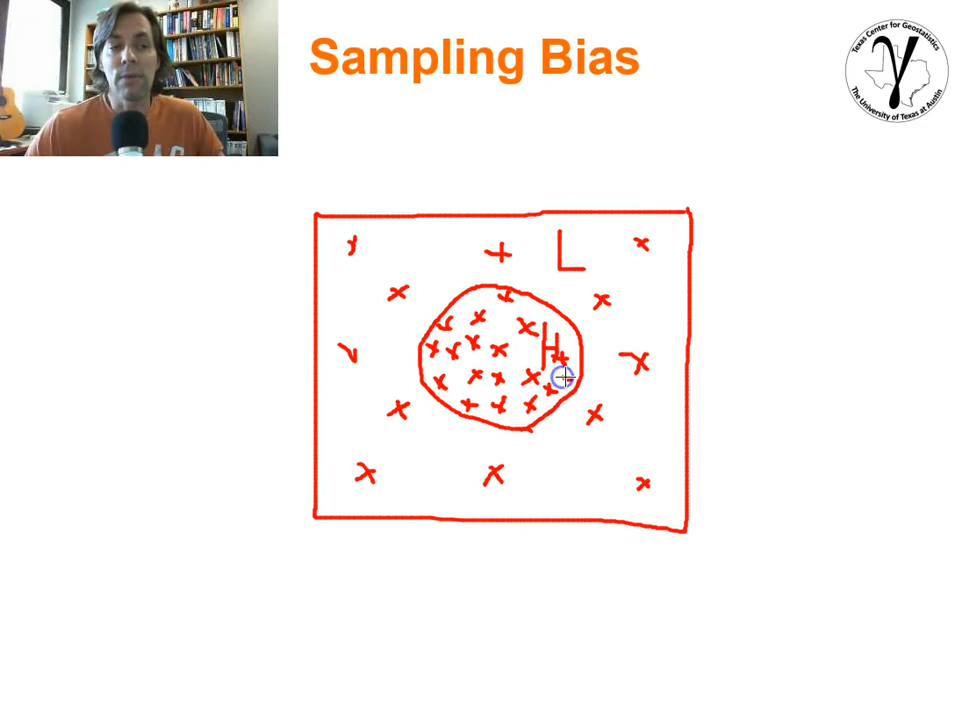 Sampling Bias
Texas Center for Geostatistics
γ
The University of Texas at Austin
L
H